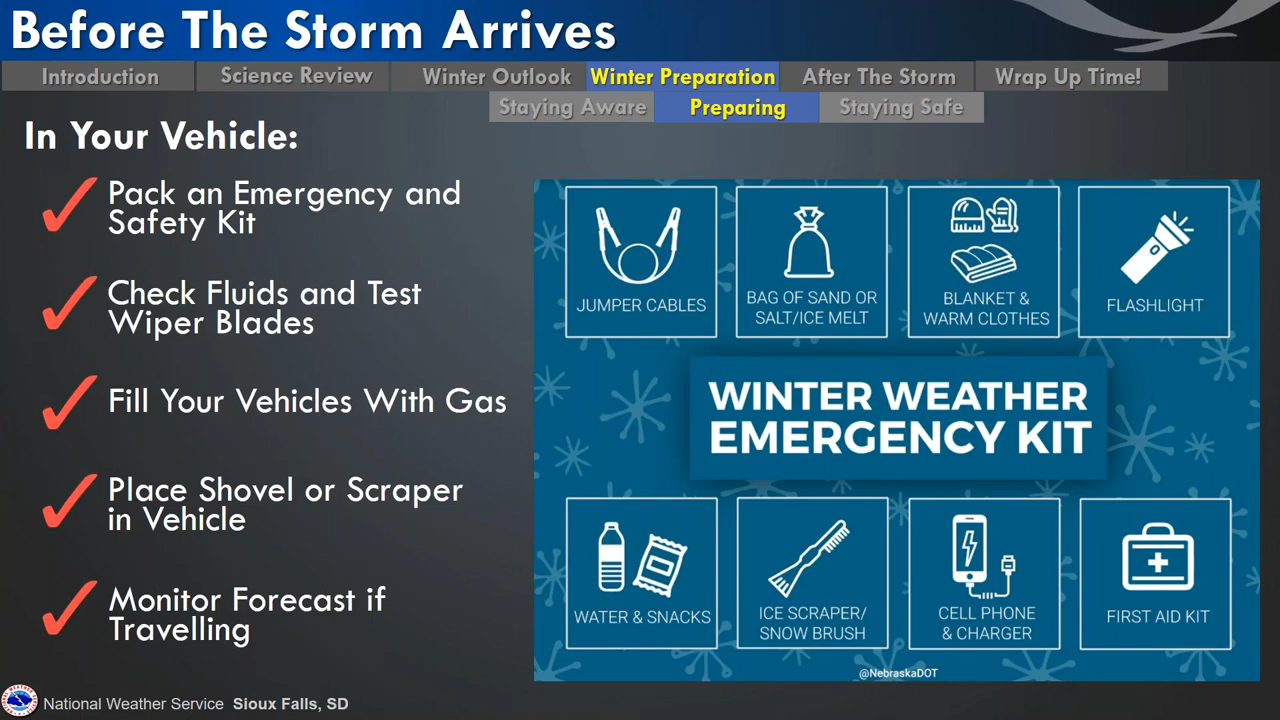 Before The Storm Arrives
Introduction
Science Review
Winter Outlook
Winter Preparation
After The Storm
Wrap Up Time!
Staying Aware
Preparing
Staying Safe
In Your Vehicle:
Pack an Emergency and
Safety Kit
Check Fluids and Test
Wiper Blades
Fill Your Vehicles With Gas
Place Shovel or Scraper
in Vehicle
Monitor Forecast if
Travelling
JUMPER CABLES
BAG OF SAND OR
SALT/ICE MELT
BLANKET &
WARM CLOTHES
FLASHLIGHT
WINTER WEATHER
EMERGENCY KIT
WATER & SNACKS
ICE SCRAPER/
SNOW BRUSH
CELL PHONE
& CHARGER
FIRST AID KIT
@NebraskaDOT
National Weather Service Sioux Falls, SD